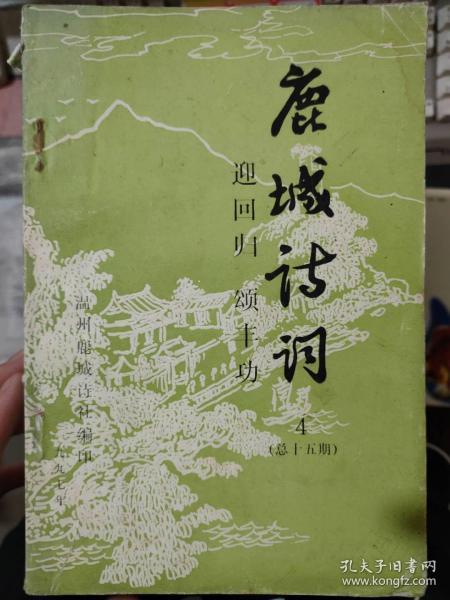 鹿城诗词
迎回归 颂丰功
4
(总十五期)
温州鹿城诗社编印
一九九七年
孔夫子旧书网
www.kongfz.com